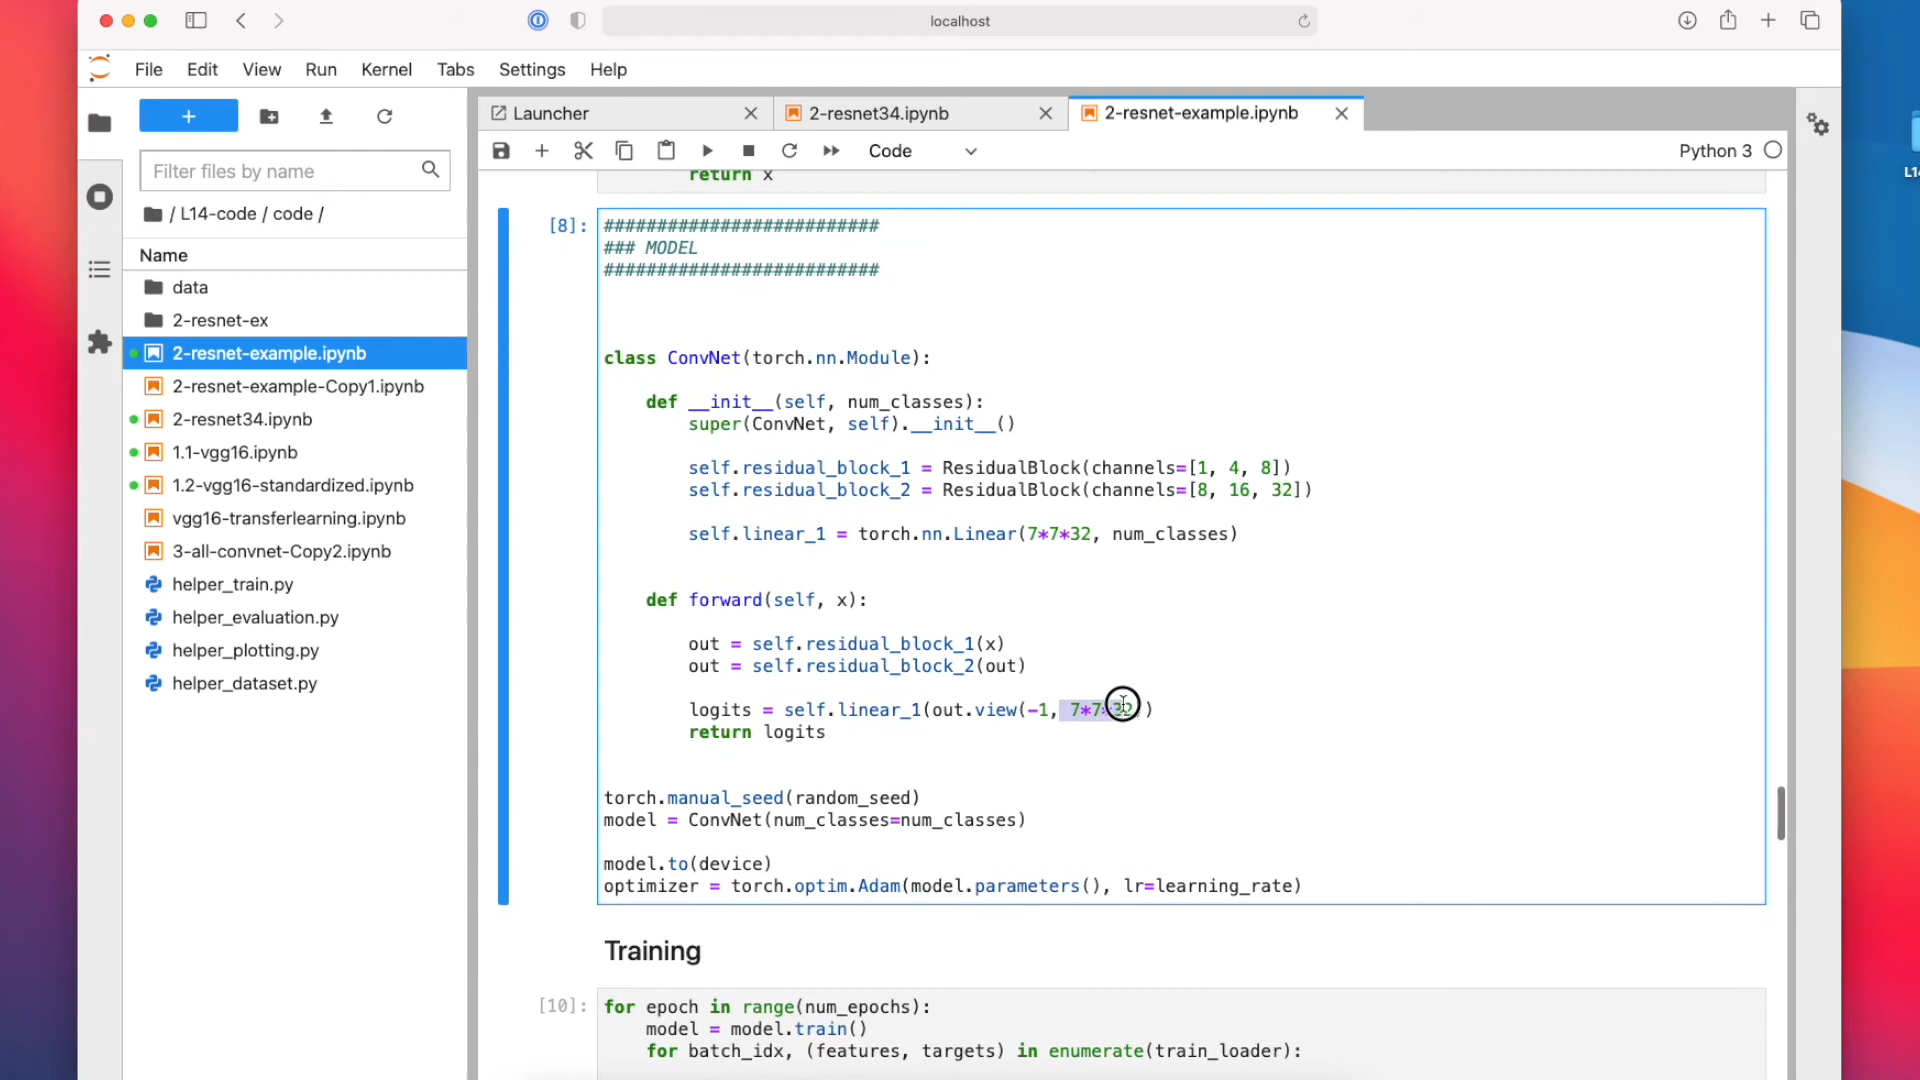 localhost
File Edit View Run Kernel Tabs Settings Help
Launcher
2-resnet34.ipynb
2-resnet-example.ipynb
Filter files by name
Code
Python 3
/ L14-code / code /
Name
data
2-resnet-ex
2-resnet-example.ipynb
2-resnet-example-Copy1.ipynb
2-resnet34.ipynb
1.1-vgg16.ipynb
1.2-vgg16-standardized.ipynb
vgg16-transferlearning.ipynb
3-all-convnet-Copy2.ipynb
helper_train.py
helper_evaluation.py
helper_plotting.py
helper_dataset.py
return x
[8]:
##########################
### MODEL
##########################
class ConvNet(torch.nn.Module):
def __init__(self, num_classes):
super(ConvNet, self).__init__()
self.residual_block_1 = ResidualBlock(channels=[1, 4, 8])
self.residual_block_2 = ResidualBlock(channels=[8, 16, 32])
self.linear_1 = torch.nn.Linear(7*7*32, num_classes)
def forward(self, x):
out = self.residual_block_1(x)
out = self.residual_block_2(out)
logits = self.linear_1(out.view(-1, 7*7*32))
return logits
torch.manual_seed(random_seed)
model = ConvNet(num_classes=num_classes)
model.to(device)
optimizer = torch.optim.Adam(model.parameters(), lr=learning_rate)
Training
[10]:
for epoch in range(num_epochs):
model = model.train()
for batch_idx, (features, targets) in enumerate(train_loader):